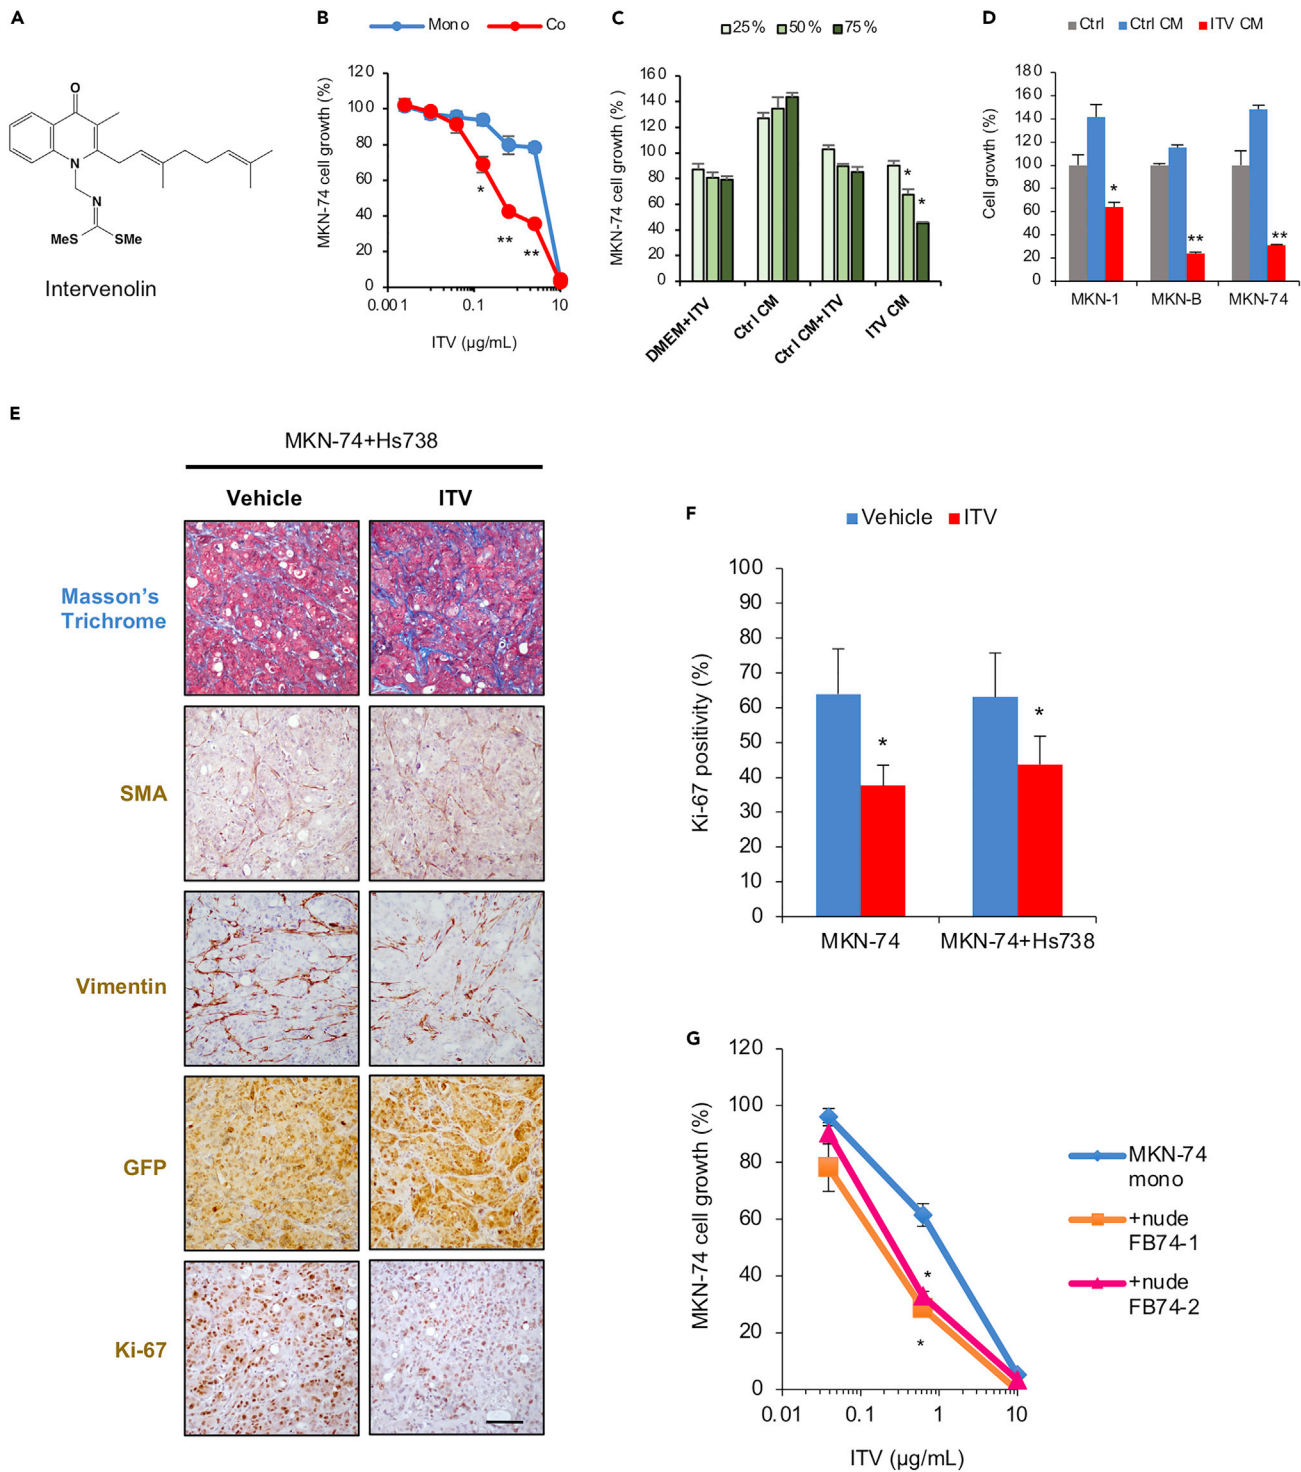 A
O
N
N
MeS
SMe
Intervenolin
B
Mono
Co
MKN-74 cell growth (%)
120
100
80
60
40
20
0
*
**
**
0.001
0.1
10
ITV (µg/mL)
C
25%
50%
75%
MKN-74 cell growth (%)
160
140
120
100
80
60
40
20
0
*
*
DMEM+ITV
Ctrl CM
Ctrl CM+ITV
ITV CM
D
Ctrl
Ctrl CM
ITV CM
Cell growth (%)
180
160
140
120
100
80
60
40
20
0
*
**
**
MKN-1
MKN-B
MKN-74
E
MKN-74+Hs738
Vehicle
ITV
Masson's
Trichrome
SMA
Vimentin
GFP
Ki-67
F
Vehicle
ITV
Ki-67 positivity (%)
100
90
80
70
60
50
40
30
20
10
0
*
*
MKN-74
MKN-74+Hs738
G
MKN-74 cell growth (%)
120
100
80
60
40
20
0
*
*
0.01
0.1
1
10
ITV (µg/mL)
MKN-74
mono
+nude
FB74-1
+nude
FB74-2